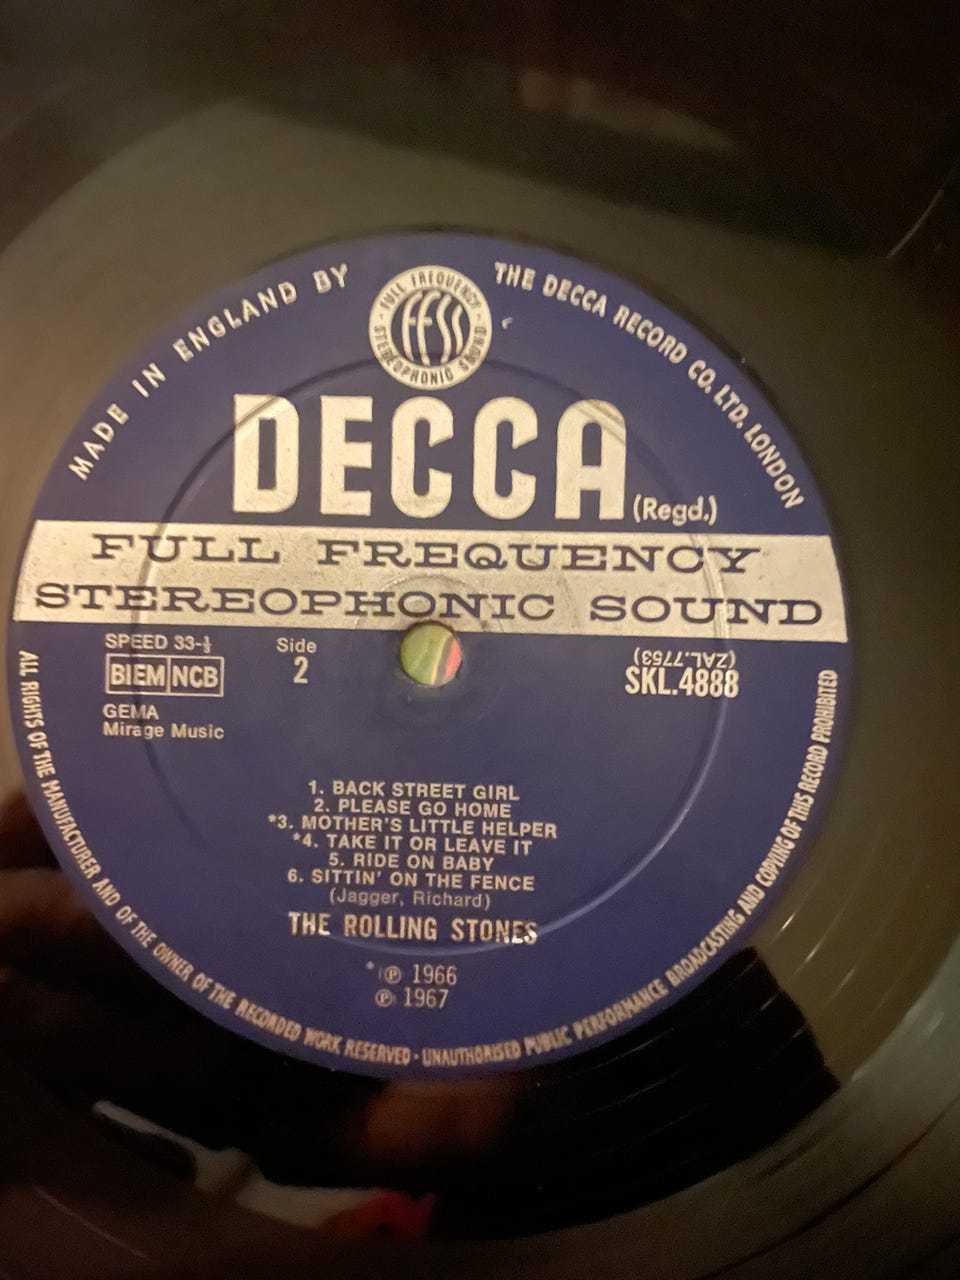 MADE IN ENGLAND BY THE DECCA RECORD CO. LTD. LONDON
FULL FREQUENCY
FFSS
STEREOPHONIC SOUND
DECCA (Regd.)
FULL FREQUENCY
STEREOPHONIC SOUND
SPEED 33-⅓
BIEM NCB
GEMA
Mirage Music
Side
2
(ZAL.7753)
SKL.4888
1. BACK STREET GIRL
2. PLEASE GO HOME
*3. MOTHER'S LITTLE HELPER
*4. TAKE IT OR LEAVE IT
5. RIDE ON BABY
6. SITTIN' ON THE FENCE
(Jagger, Richard)
THE ROLLING STONES
* ℗ 1966
℗ 1967
ALL RIGHTS OF THE MANUFACTURER AND OF THE OWNER OF THE RECORDED WORK RESERVED · UNAUTHORISED PUBLIC PERFORMANCE BROADCASTING AND COPYING OF THIS RECORD PROHIBITED